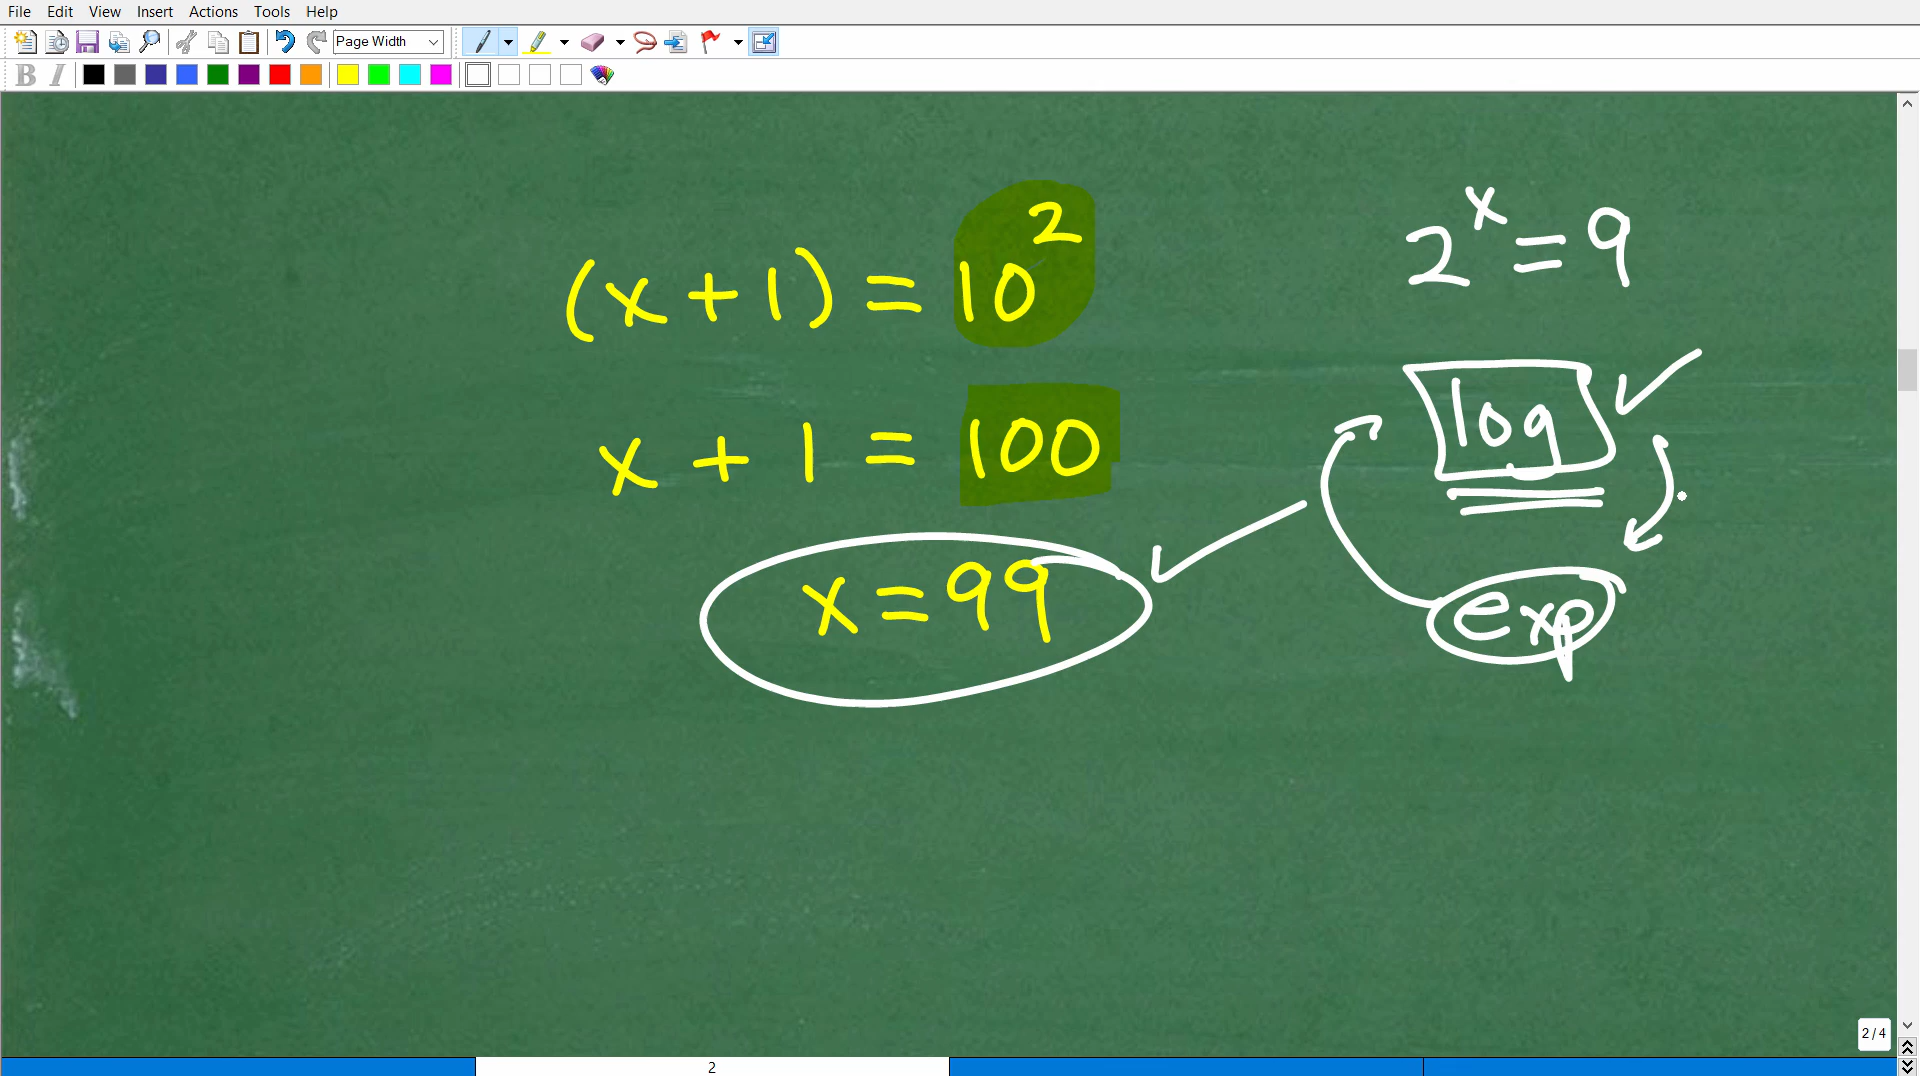 File Edit View Insert Actions Tools Help
Page Width
B I
(x + 1) = 10²
x + 1 = 100
x = 99
2ˣ = 9
log
exp
2 / 4
2